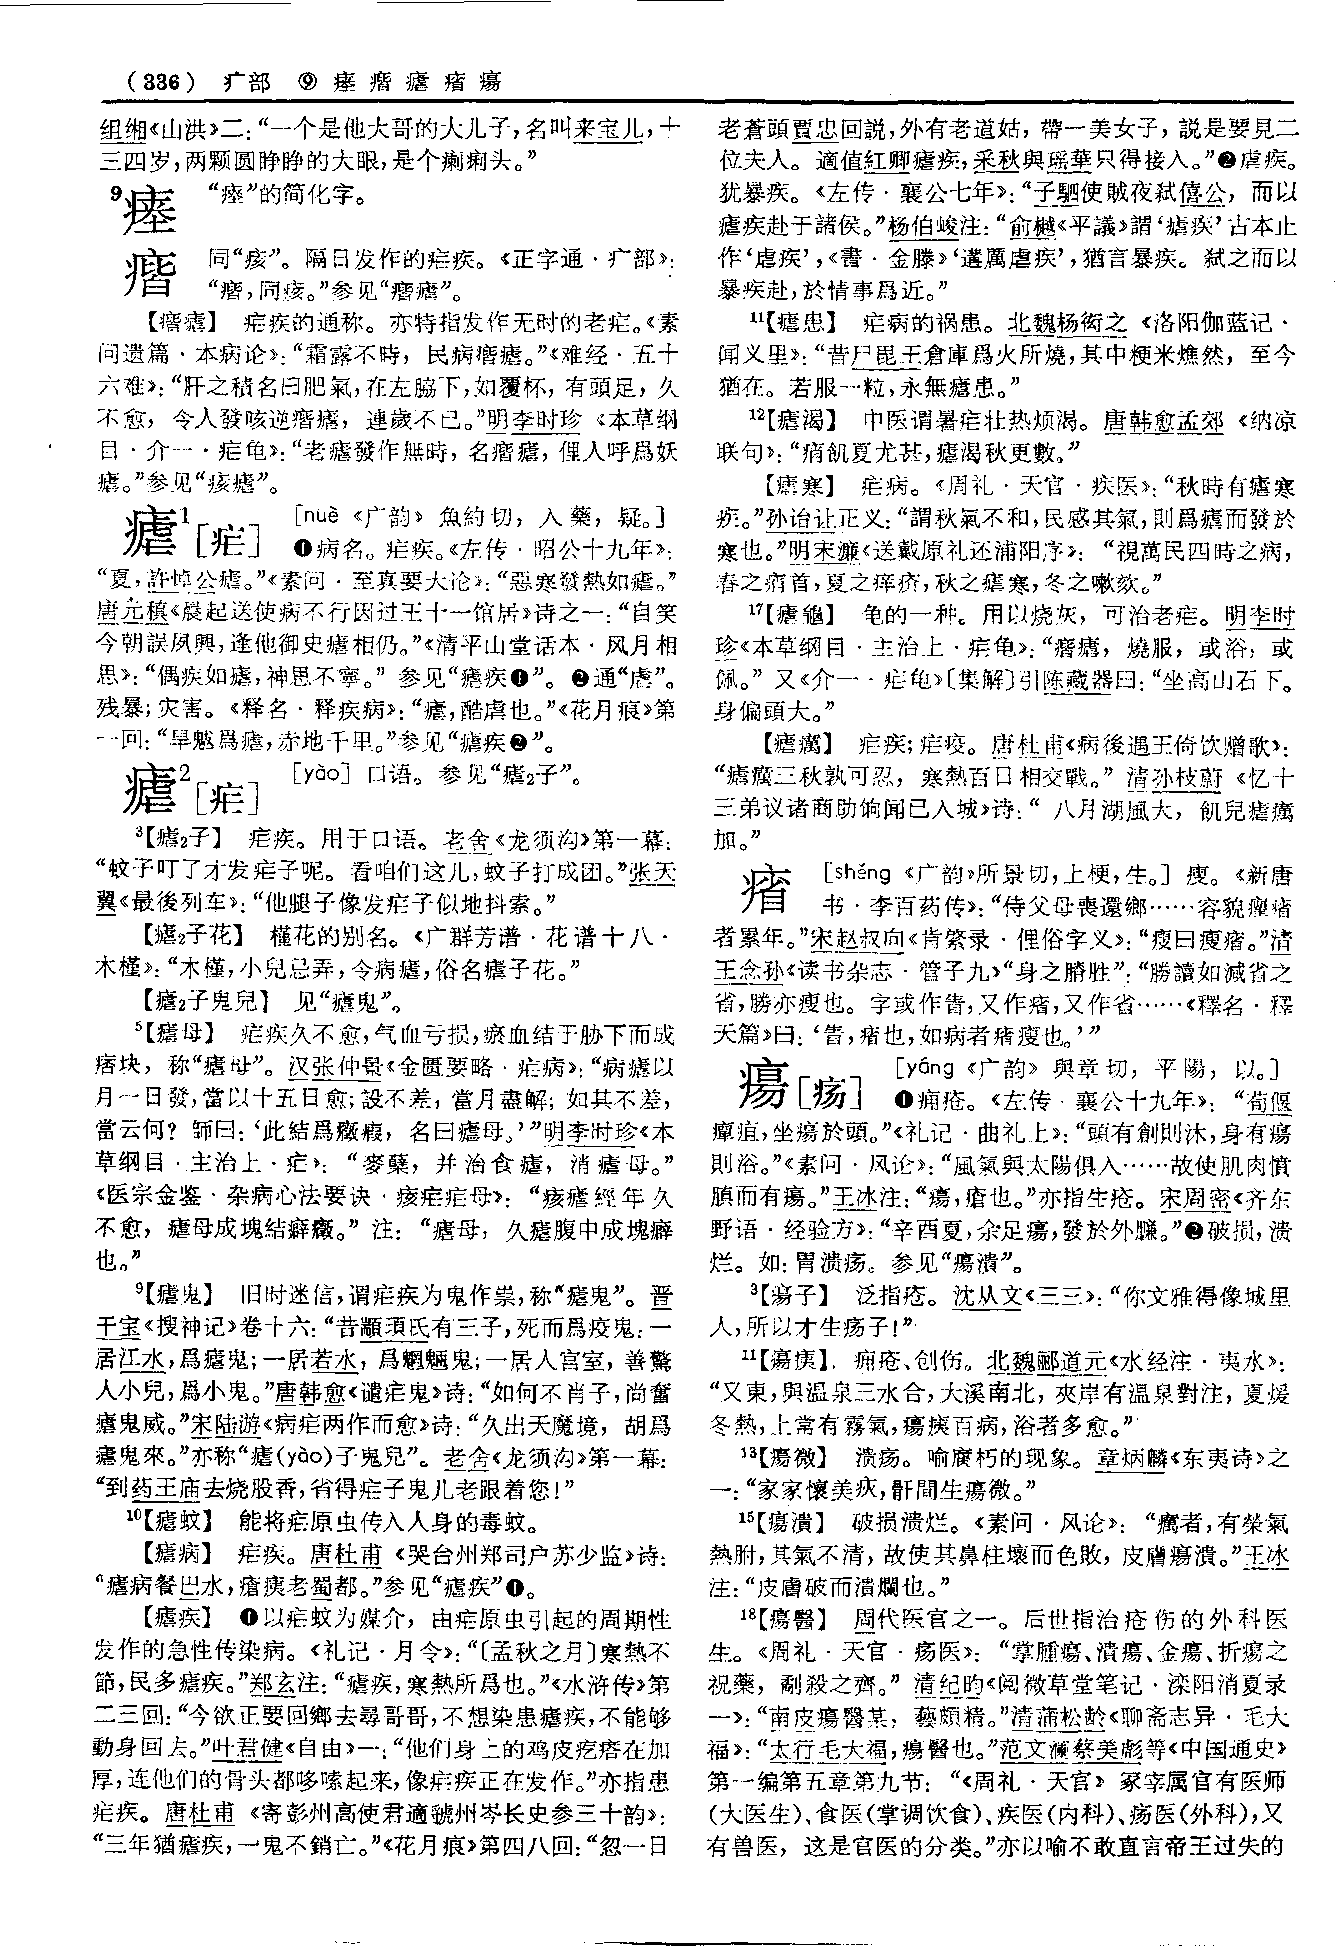 (336) 疒部 ⑨ 瘗 㾬 瘧 㾪 瘍
组缃《山洪》二：“一个是他大哥的大儿子，名叫来宝儿，十
三四岁，两颗圆睁睁的大眼，是个瘌痢头。”
⁹瘗 “瘞”的简化字。
同“痎”。隔日发作的疟疾。《正字通·疒部》：
“痎，同痎。”参见“瘧”。
疟疾的通称。亦特指发作无时的老疟。《素
问遗篇·本病论》：“霜露不時，民病瘧。”《难经·五十
六难》：“肝之積名曰肥氣，在左脇下，如覆杯，有頭足，久
不愈，令人發咳逆瘧，連歲不已。”明李时珍《本草纲
目·介一·疟龟》：“老瘧發作無時，名瘧，俚人呼爲妖
瘧。”参见“痎瘧”。
瘧¹[疟] [nüè《广韵》魚約切，入藥，疑。]
❶病名。疟疾。《左传·昭公十九年》：
“夏，許悼公瘧。”《素问·至真要大论》：“惡寒發熱如瘧。”
唐元稹《晨起送使病不行因过王十一馆居》诗之一：“自笑
今朝誤夙興，逢他御史瘧相仍。”《清平山堂话本·风月相
思》：“偶疾如瘧，神思不寧。”参见“瘧疾❶”。❷通“虐”。
残暴；灾害。《释名·释疾病》：“瘧，酷虐也。”《花月痕》第
一回：“旱魃爲瘧，赤地千里。”参见“瘧疾❷”。
瘧²[疟] [yào] 口语。参见“瘧₂子”。
³【瘧₂子】 疟疾。用于口语。老舍《龙须沟》第一幕：
“蚊子叮了才发疟子呢。看咱们这儿，蚊子打成团。”张天
翼《最後列车》：“他腿子像发疟子似地抖索。”
【瘧₂子花】 槿花的别名。《广群芳谱·花谱十八·
木槿》：“木槿，小兒忌弄，令病瘧，俗名瘧子花。”
【瘧₂子鬼兒】 见“瘧鬼”。
⁵【瘧母】 疟疾久不愈，气血亏损，瘀血结于胁下而成
痞块，称“瘧母”。汉张仲景《金匮要略·疟病》：“病瘧以
月一日發，當以十五日愈；設不差，當月盡解；如其不差，
當云何？師曰：‘此結爲癥瘕，名曰瘧母。’”明李时珍《本
草纲目·主治上·疟》：“麥蘖，并治食瘧，消瘧母。”
《医宗金鉴·杂病心法要诀·痎疟疟母》：“痎瘧經年久
不愈，瘧母成塊結癖癥。”注：“瘧母，久瘧腹中成塊癖
也。”
⁹【瘧鬼】 旧时迷信，谓疟疾为鬼作祟，称“瘧鬼”。晋
干宝《搜神记》卷十六：“昔顓頊氏有三子，死而爲疫鬼：一
居江水，爲瘧鬼；一居若水，爲魍魎鬼；一居人宫室，善驚
人小兒，爲小鬼。”唐韩愈《谴疟鬼》诗：“如何不肖子，尚奮
瘧鬼威。”宋陆游《病疟两作而愈》诗：“久出天魔境，胡爲
瘧鬼來。”亦称“瘧(yào)子鬼兒”。老舍《龙须沟》第一幕：
“到药王庙去烧股香，省得疟子鬼儿老跟着您！”
¹⁰【瘧蚊】 能将疟原虫传入人身的毒蚊。
【瘧病】 疟疾。唐杜甫《哭台州郑司户苏少监》诗：
“瘧病餐巴水，瘡痍老蜀都。”参见“瘧疾”❶。
【瘧疾】 ❶以疟蚊为媒介，由疟原虫引起的周期性
发作的急性传染病。《礼记·月令》：“〔孟秋之月〕寒熱不
節，民多瘧疾。”郑玄注：“瘧疾，寒熱所爲也。”《水浒传》第
二三回：“今欲正要回鄉去尋哥哥，不想染患瘧疾，不能够
動身回去。”叶君健《自由》一：“他们身上的鸡皮疙瘩在加
厚，连他们的骨头都哆嗦起来，像疟疾正在发作。”亦指患
疟疾。唐杜甫《寄彭州高使君適虢州岑长史参三十韵》：
“三年猶瘧疾，一鬼不銷亡。”《花月痕》第四八回：“忽一日
老蒼頭賈忠回説，外有老道姑，帶一美女子，説是要見二
位夫人。適值紅卿瘧疾，采秋與瑶華只得接入。”❷虐疾。
犹暴疾。《左传·襄公七年》：“子駟使賊夜弒僖公，而以
瘧疾赴于諸侯。”杨伯峻注：“俞樾《平議》謂‘瘧疾’古本止
作‘虐疾’，《書·金滕》‘遘厲虐疾’，猶言暴疾。弒之而以
暴疾赴，於情事爲近。”
¹¹【瘧患】 疟病的祸患。北魏杨衒之《洛阳伽蓝记·
闻义里》：“昔尸毘王倉庫爲火所燒，其中粳米燋然，至今
猶在。若服一粒，永無瘧患。”
¹²【瘧渴】 中医谓暑疟壮热烦渴。唐韩愈孟郊《纳凉
联句》：“痟飢夏尤甚，瘧渴秋更數。”
【瘧寒】 疟病。《周礼·天官·疾医》：“秋時有瘧寒
疾。”孙诒让正义：“謂秋氣不和，民感其氣，則爲瘧而發於
寒也。”明宋濂《送戴原礼还浦阳序》：“視萬民四時之病，
春之痟首，夏之痒疥，秋之瘧寒，冬之嗽欬。”
¹⁷【瘧龜】 龟的一种。用以烧灰，可治老疟。明李时
珍《本草纲目·主治上·疟龟》：“瘧，燒服，或浴，或
佩。”又《介一·疟龟》〔集解〕引陈藏器曰：“坐高山石下。
身偏頭大。”
【瘧癘】 疟疾；疟疫。唐杜甫《病後遇王倚饮赠歌》：
“瘧癘三秋孰可忍，寒熱百日相交戰。”清孙枝蔚《忆十
三弟议诸商助饷闻已入城》诗：“八月湖風大，飢兒瘧癘
加。”
[shěng《广韵》所景切，上梗，生。] 瘦。《新唐
书·李百药传》：“侍父母喪還鄉……容貌癯瘠
者累年。”宋赵叔向《肯綮录·俚俗字义》：“瘦曰瘦㾪。”清
王念孙《读书杂志·管子九》“身之膌胜”：“勝讀如減省之
省，勝亦瘦也。字或作眚，又作㾪，又作省……《釋名·釋
天篇》曰：‘眚，㾪也，如病者㾪瘦也。’”
瘍[疡] [yáng《广韵》與章切，平陽，以。]
❶痈疮。《左传·襄公十九年》：“荀偃
癉疽，坐瘍於頭。”《礼记·曲礼上》：“頭有創則沐，身有瘍
則浴。”《素问·风论》：“風氣與太陽俱入……故使肌肉憤
䐜而有瘍。”王冰注：“瘍，瘡也。”亦指生疮。宋周密《齐东
野语·经验方》：“辛酉夏，余足瘍，發於外臁。”❷破损，溃
烂。如：胃溃疡。参见“瘍潰”。
³【瘍子】 泛指疮。沈从文《三三》：“你文雅得像城里
人，所以才生疡子！”
¹¹【瘍痍】 痈疮、创伤。北魏郦道元《水经注·夷水》：
“又東，與温泉三水合，大溪南北，夾岸有温泉對注，夏煖
冬熱，上常有霧氣，瘍痍百病，浴者多愈。”
¹³【瘍微】 溃疡。喻腐朽的现象。章炳麟《东夷诗》之
一：“家家懷美疢，骭間生瘍微。”
¹⁵【瘍潰】 破损溃烂。《素问·风论》：“癘者，有榮氣
熱胕，其氣不清，故使其鼻柱壞而色敗，皮膚瘍潰。”王冰
注：“皮膚破而潰爛也。”
¹⁸【瘍醫】 周代医官之一。后世指治疮伤的外科医
生。《周礼·天官·疡医》：“掌腫瘍、潰瘍、金瘍、折瘍之
祝藥，劀殺之齊。”清纪昀《阅微草堂笔记·滦阳消夏录
一》：“南皮瘍醫某，藝頗精。”清蒲松龄《聊斋志异·毛大
福》：“太行毛大福，瘍醫也。”范文澜蔡美彪等《中国通史》
第一编第五章第九节：“《周礼·天官》冢宰属官有医师
(大医生)、食医(掌调饮食)、疾医(内科)、疡医(外科)，又
有兽医，这是官医的分类。”亦以喻不敢直言帝王过失的